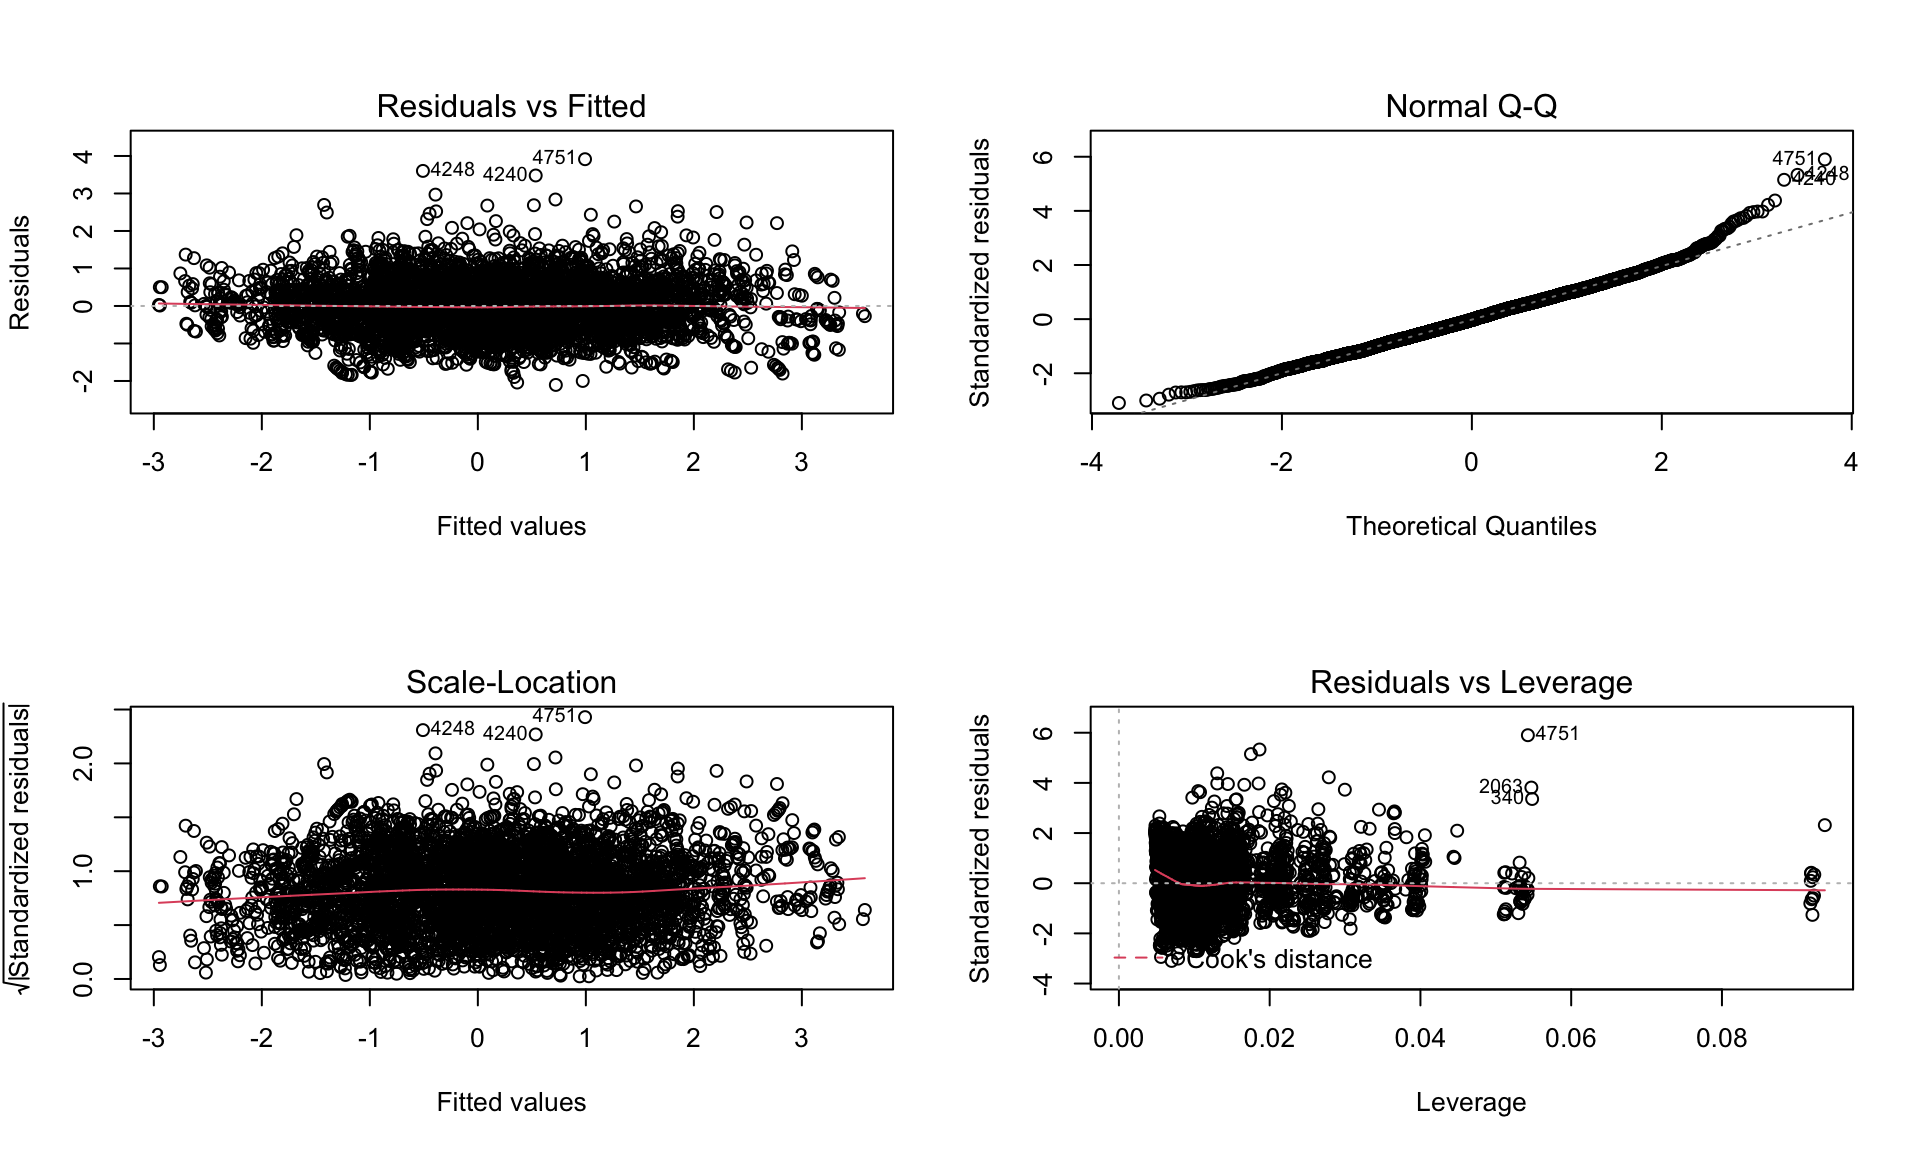 Residuals vs Fitted
Residuals
4
3
2
1
0
-2
4248
4240
4751
-3 -2 -1 0 1 2 3
Fitted values
Normal Q-Q
Standardized residuals
6
4
2
0
-2
4751
4248
4240
-4 -2 0 2 4
Theoretical Quantiles
Scale-Location
√|Standardized residuals|
2.0
1.0
0.0
4248
4240
4751
-3 -2 -1 0 1 2 3
Fitted values
Residuals vs Leverage
Standardized residuals
6
4
2
0
-2
-4
4751
2063
340
Cook's distance
0.00 0.02 0.04 0.06 0.08
Leverage